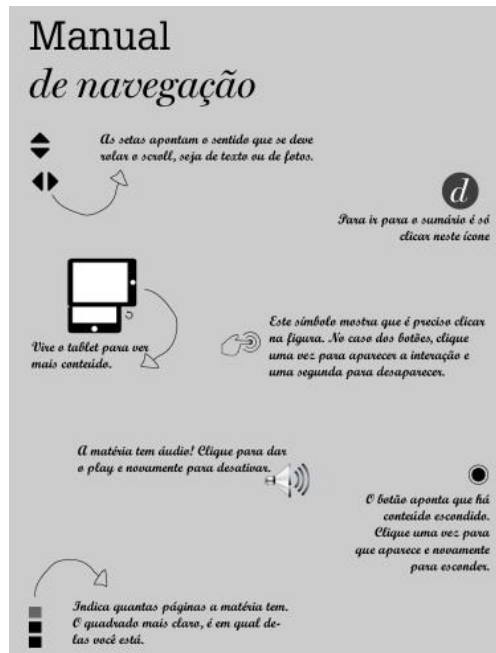 Manual
de navegação
As setas apontam o sentido que se deve
rolar o scroll, seja de texto ou de fotos.
d
Para ir para o sumário é só
clicar neste ícone
Vire o tablet para ver
mais conteúdo.
Este símbolo mostra que é preciso clicar
na figura. No caso dos botões, clique
uma vez para aparecer a interação e
uma segunda para desaparecer.
A matéria tem áudio! Clique para dar
o play e novamente para desativar.
O botão aponta que há
conteúdo escondido.
Clique uma vez para
que aparece e novamente
para esconder.
Indica quantas páginas a matéria tem.
O quadrado mais claro, é em qual de-
las você está.